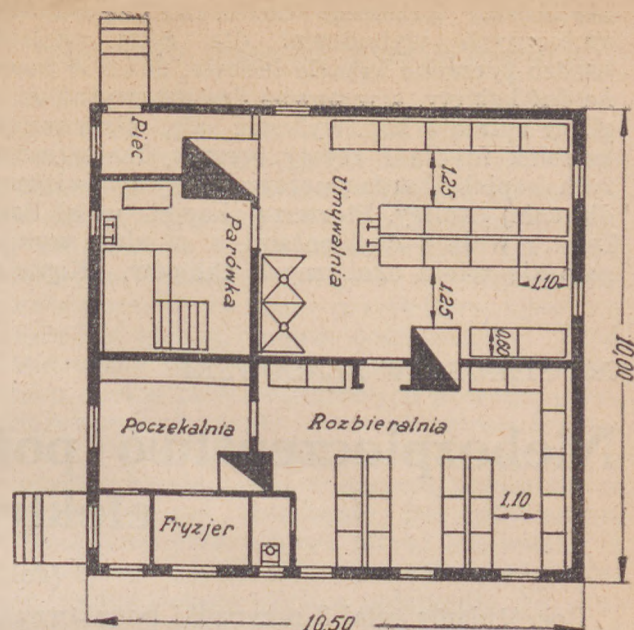 Piec
Umywalnia
1,25
Parówka
1,10
1,25
0,60
10,00
Poczekalnia
Rozbieralnia
Fryzjer
1,10
10,50